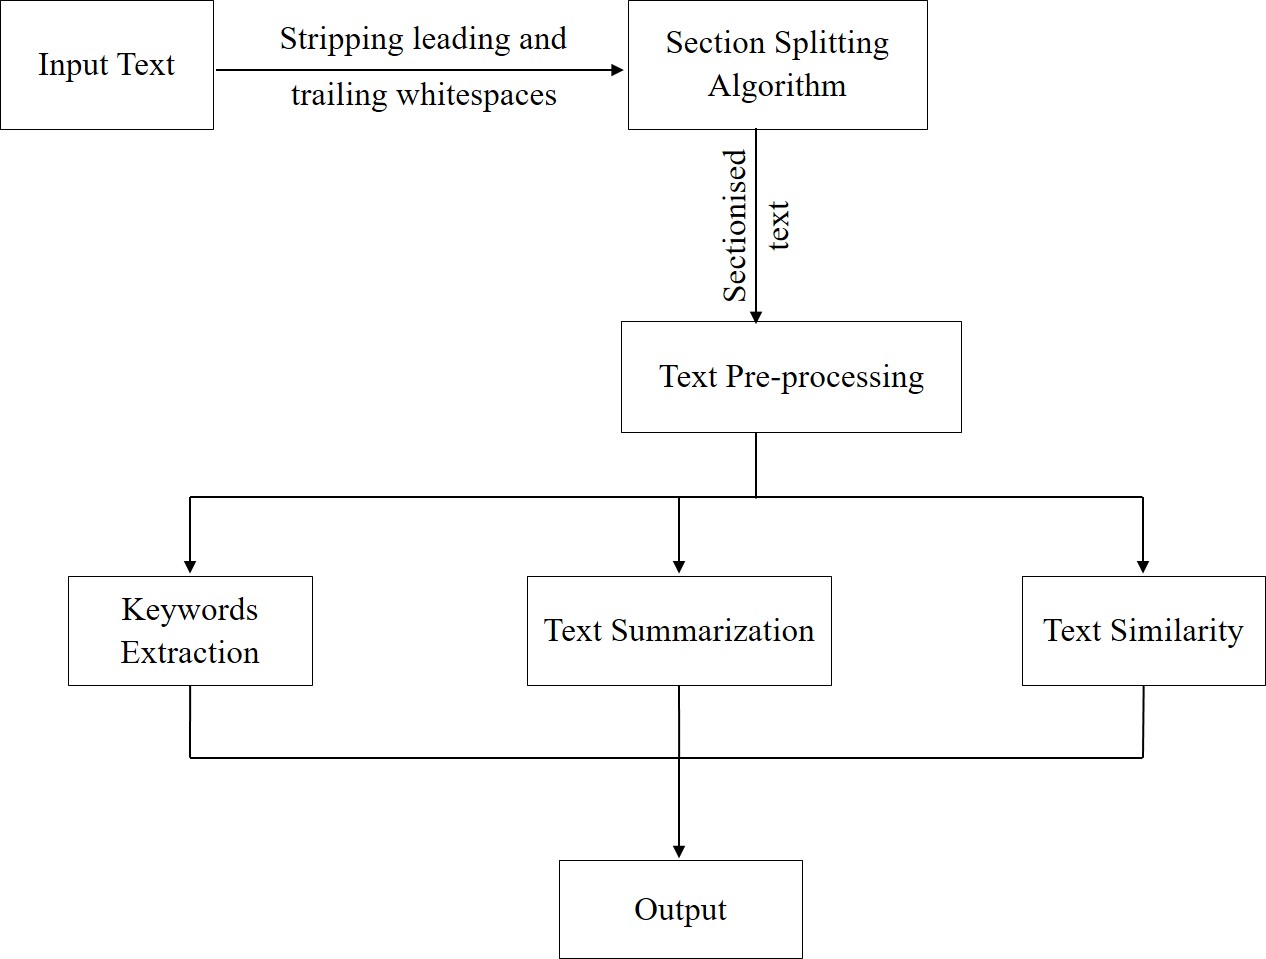 Input Text
Stripping leading and
trailing whitespaces
Section Splitting
Algorithm
Sectionised
text
Text Pre-processing
Keywords
Extraction
Text Summarization
Text Similarity
Output